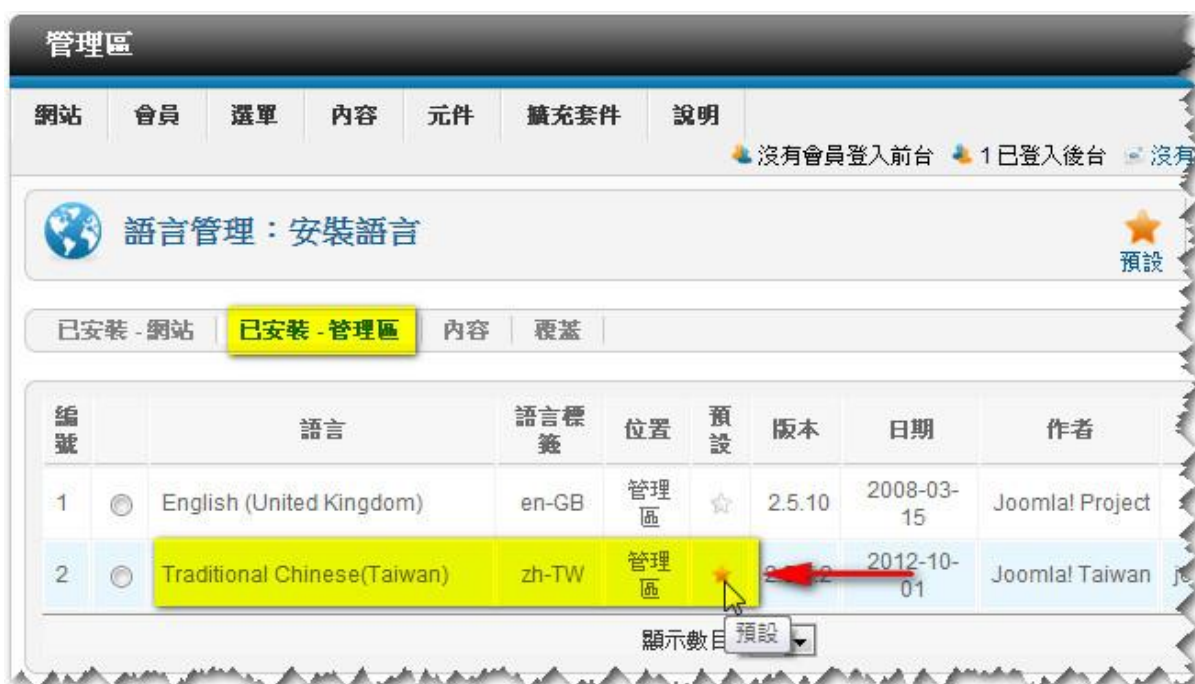 管理區
網站 會員 選單 內容 元件 擴充套件 說明
沒有會員登入前台 1 已登入後台 沒有
語言管理：安裝語言
預設
已安裝 - 網站 已安裝 - 管理區 內容 覆蓋
編號 語言 語言標籤 位置 預設 版本 日期 作者
1 English (United Kingdom) en-GB 管理區 2.5.10 2008-03-15 Joomla! Project
2 Traditional Chinese(Taiwan) zh-TW 管理區 2012-10-01 Joomla! Taiwan
顯示數目
預設